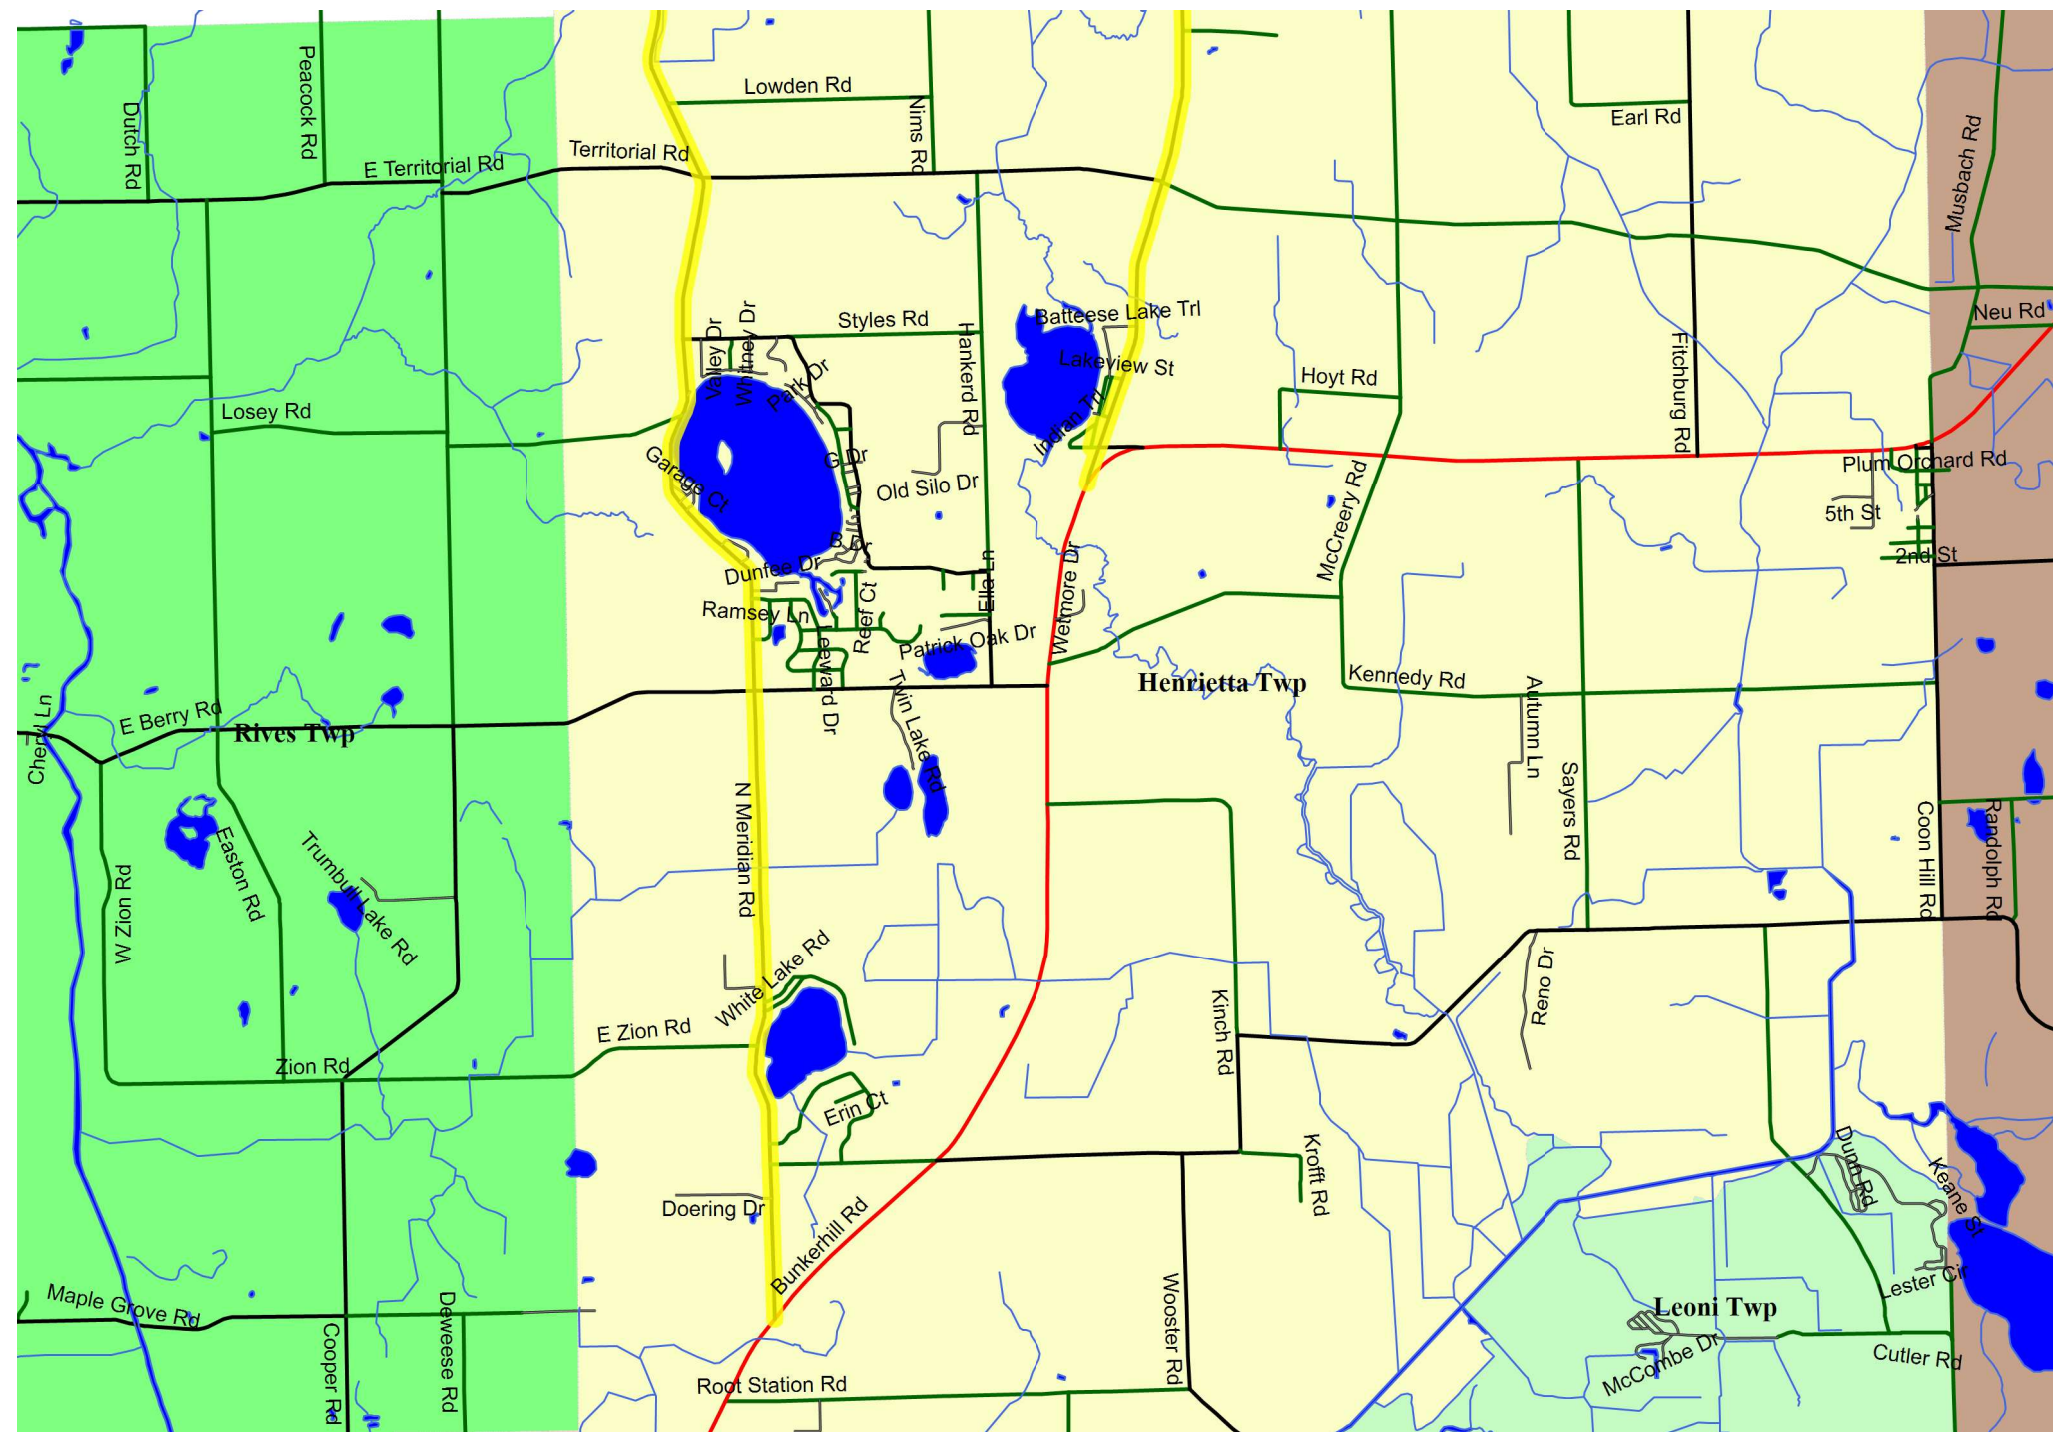 Peacock Rd
Dutch Rd
E Territorial Rd
Territorial Rd
Lowden Rd
Nims Rd
Earl Rd
Musbach Rd
Neu Rd
Valley Dr
Whitney Dr
Styles Rd
Park Dr
Hankerd Rd
Batteese Lake Trl
Lakeview St
Indian Trl
Hoyt Rd
Fitchburg Rd
Losey Rd
Garage Ct
G Dr
Old Silo Dr
McCreery Rd
Plum Orchard Rd
5th St
2nd St
B Dr
Dunfee Dr
Ramsey Ln
Leeward Dr
Reef Ct
Ella Ln
Patrick Oak Dr
Wetmore Dr
Twin Lake Rd
Henrietta Twp
Kennedy Rd
Autumn Ln
Sayers Rd
Cheryl Ln
E Berry Rd
Rives Twp
N Meridian Rd
Coon Hill Rd
Randolph Rd
W Zion Rd
Easton Rd
Trumbull Lake Rd
White Lake Rd
E Zion Rd
Zion Rd
Kinch Rd
Reno Dr
Erin Ct
Krofft Rd
Dunn Rd
Keane St
Doering Dr
Bunkerhill Rd
Wooster Rd
Lester Cir
Leoni Twp
McCombe Dr
Cutler Rd
Maple Grove Rd
Cooper Rd
Deweese Rd
Root Station Rd